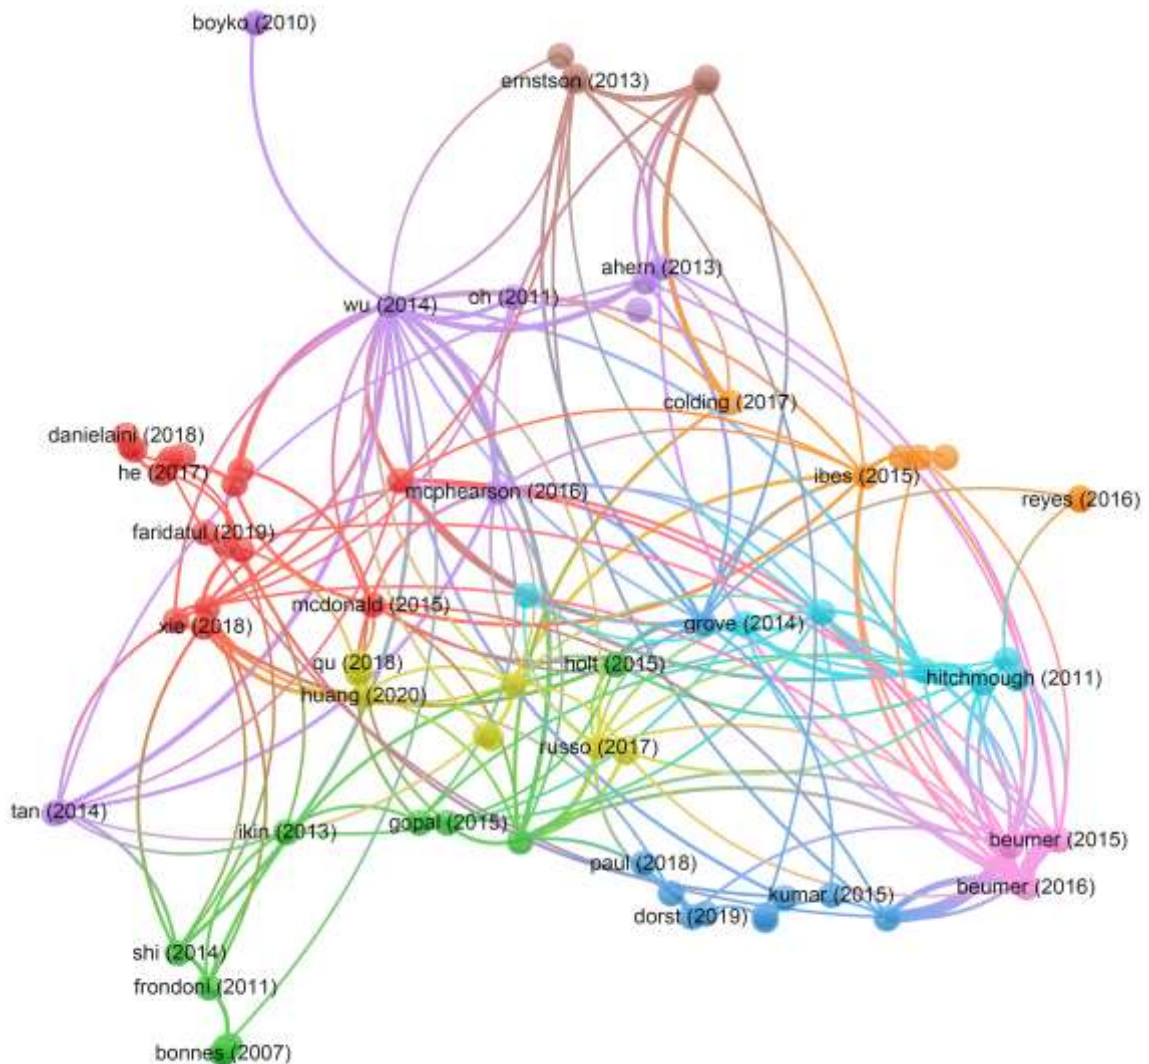 boyko (2010)
ernstson (2013)
ahern (2013)
wu (2014)
oh (2011)
colding (2017)
danielaini (2018)
he (2017)
ibes (2015)
mcphearson (2016)
reyes (2016)
faridatul (2019)
mcdonald (2015)
xie (2018)
grove (2014)
qu (2018)
holt (2015)
hitchmough (2011)
huang (2020)
russo (2017)
tan (2014)
ikin (2013)
gopal (2015)
beumer (2015)
paul (2018)
beumer (2016)
kumar (2015)
dorst (2019)
shi (2014)
frondoni (2011)
bonnes (2007)